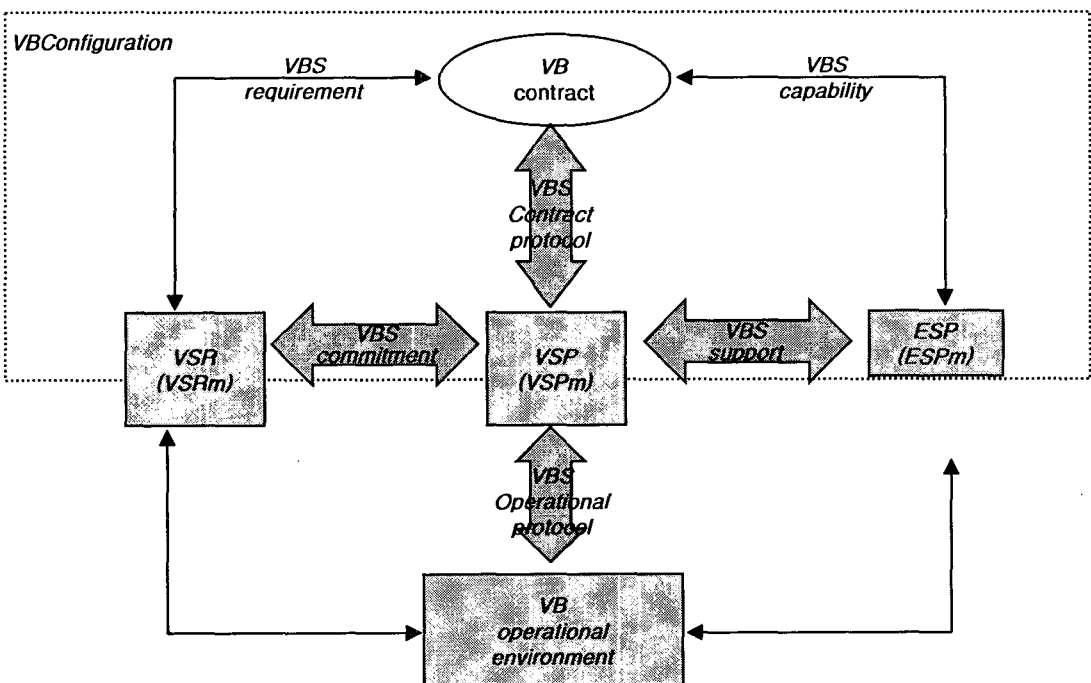 VBConfiguration
VBS
requirement
VB
contract
VBS
capability
VBS
Contract
protocol
VSR
(VSRm)
VBS
commitment
VSP
(VSPm)
VBS
support
ESP
(ESPm)
VBS
Operational
protocol
VB
operational
environment